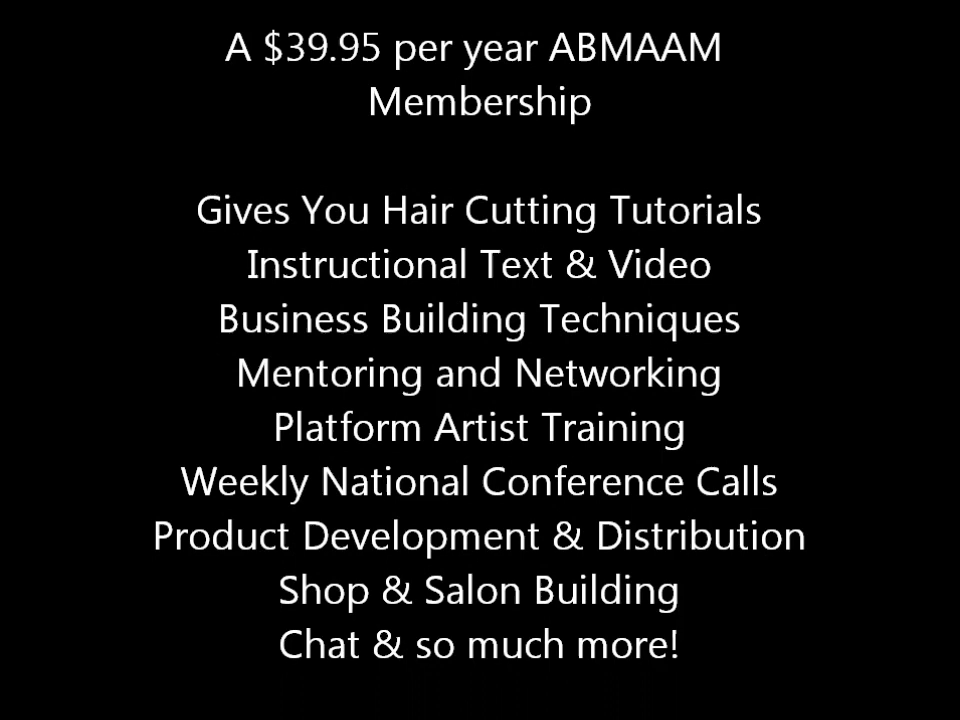 A $39.95 per year ABMAAM
Membership
Gives You Hair Cutting Tutorials
Instructional Text & Video
Business Building Techniques
Mentoring and Networking
Platform Artist Training
Weekly National Conference Calls
Product Development & Distribution
Shop & Salon Building
Chat & so much more!